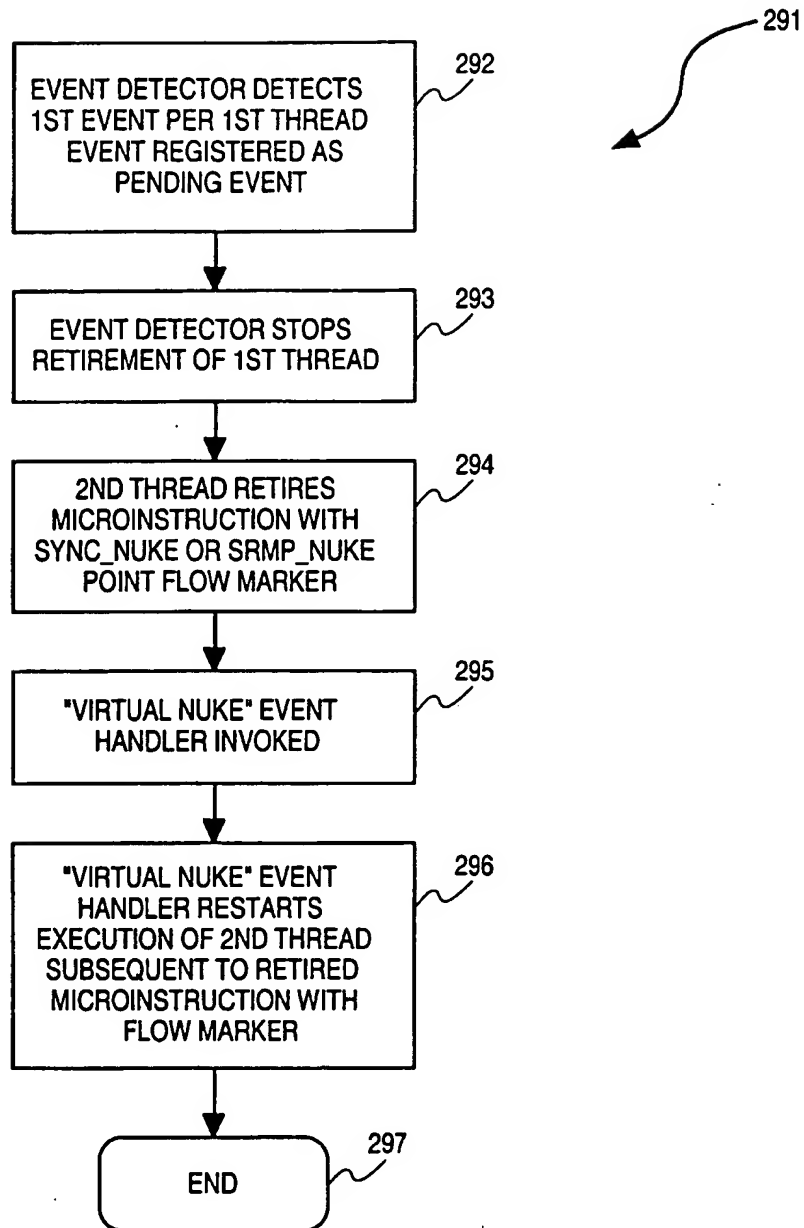 291
292
EVENT DETECTOR DETECTS
1ST EVENT PER 1ST THREAD
EVENT REGISTERED AS
PENDING EVENT
293
EVENT DETECTOR STOPS
RETIREMENT OF 1ST THREAD
294
2ND THREAD RETIRES
MICROINSTRUCTION WITH
SYNC_NUKE OR SRMP_NUKE
POINT FLOW MARKER
295
"VIRTUAL NUKE" EVENT
HANDLER INVOKED
296
"VIRTUAL NUKE" EVENT
HANDLER RESTARTS
EXECUTION OF 2ND THREAD
SUBSEQUENT TO RETIRED
MICROINSTRUCTION WITH
FLOW MARKER
297
END